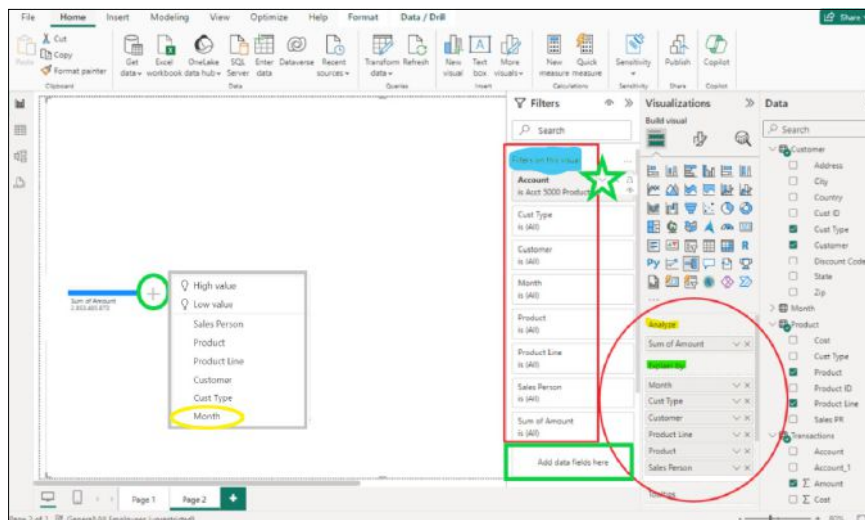 File Home Insert Modeling View Optimize Help Format Data / Drill Share
Paste
Cut
Copy
Format painter
Get data
Excel workbook
OneLake data hub
SQL Server
Enter data
Dataverse
Recent sources
Transform data
Refresh
New visual
Text box
More visuals
New measure
Quick measure
Sensitivity
Publish
Copilot
Clipboard
Data
Queries
Insert
Calculations
Sensitivity
Share
Copilot
Sum of Amount
High value
Low value
Sales Person
Product
Product Line
Customer
Cust Type
Month
Filters
Search
Filters on this visual
Account
is Acct 5000 Product
Cust Type
is (All)
Customer
is (All)
Month
is (All)
Product
is (All)
Product Line
is (All)
Sales Person
is (All)
Sum of Amount
is (All)
Add data fields here
Visualizations
Build visual
Analyze
Sum of Amount
Explain by
Month
Cust Type
Customer
Product Line
Product
Sales Person
Tooltips
Data
Search
Customer
Address
City
Country
Cust ID
Cust Type
Customer
Discount Code
State
Zip
Month
Product
Cost
Cust Type
Product
Product ID
Product Line
Sales PR
Transactions
Account
Account_1
Amount
Cost
Page 1
Page 2
Page 2 of 2